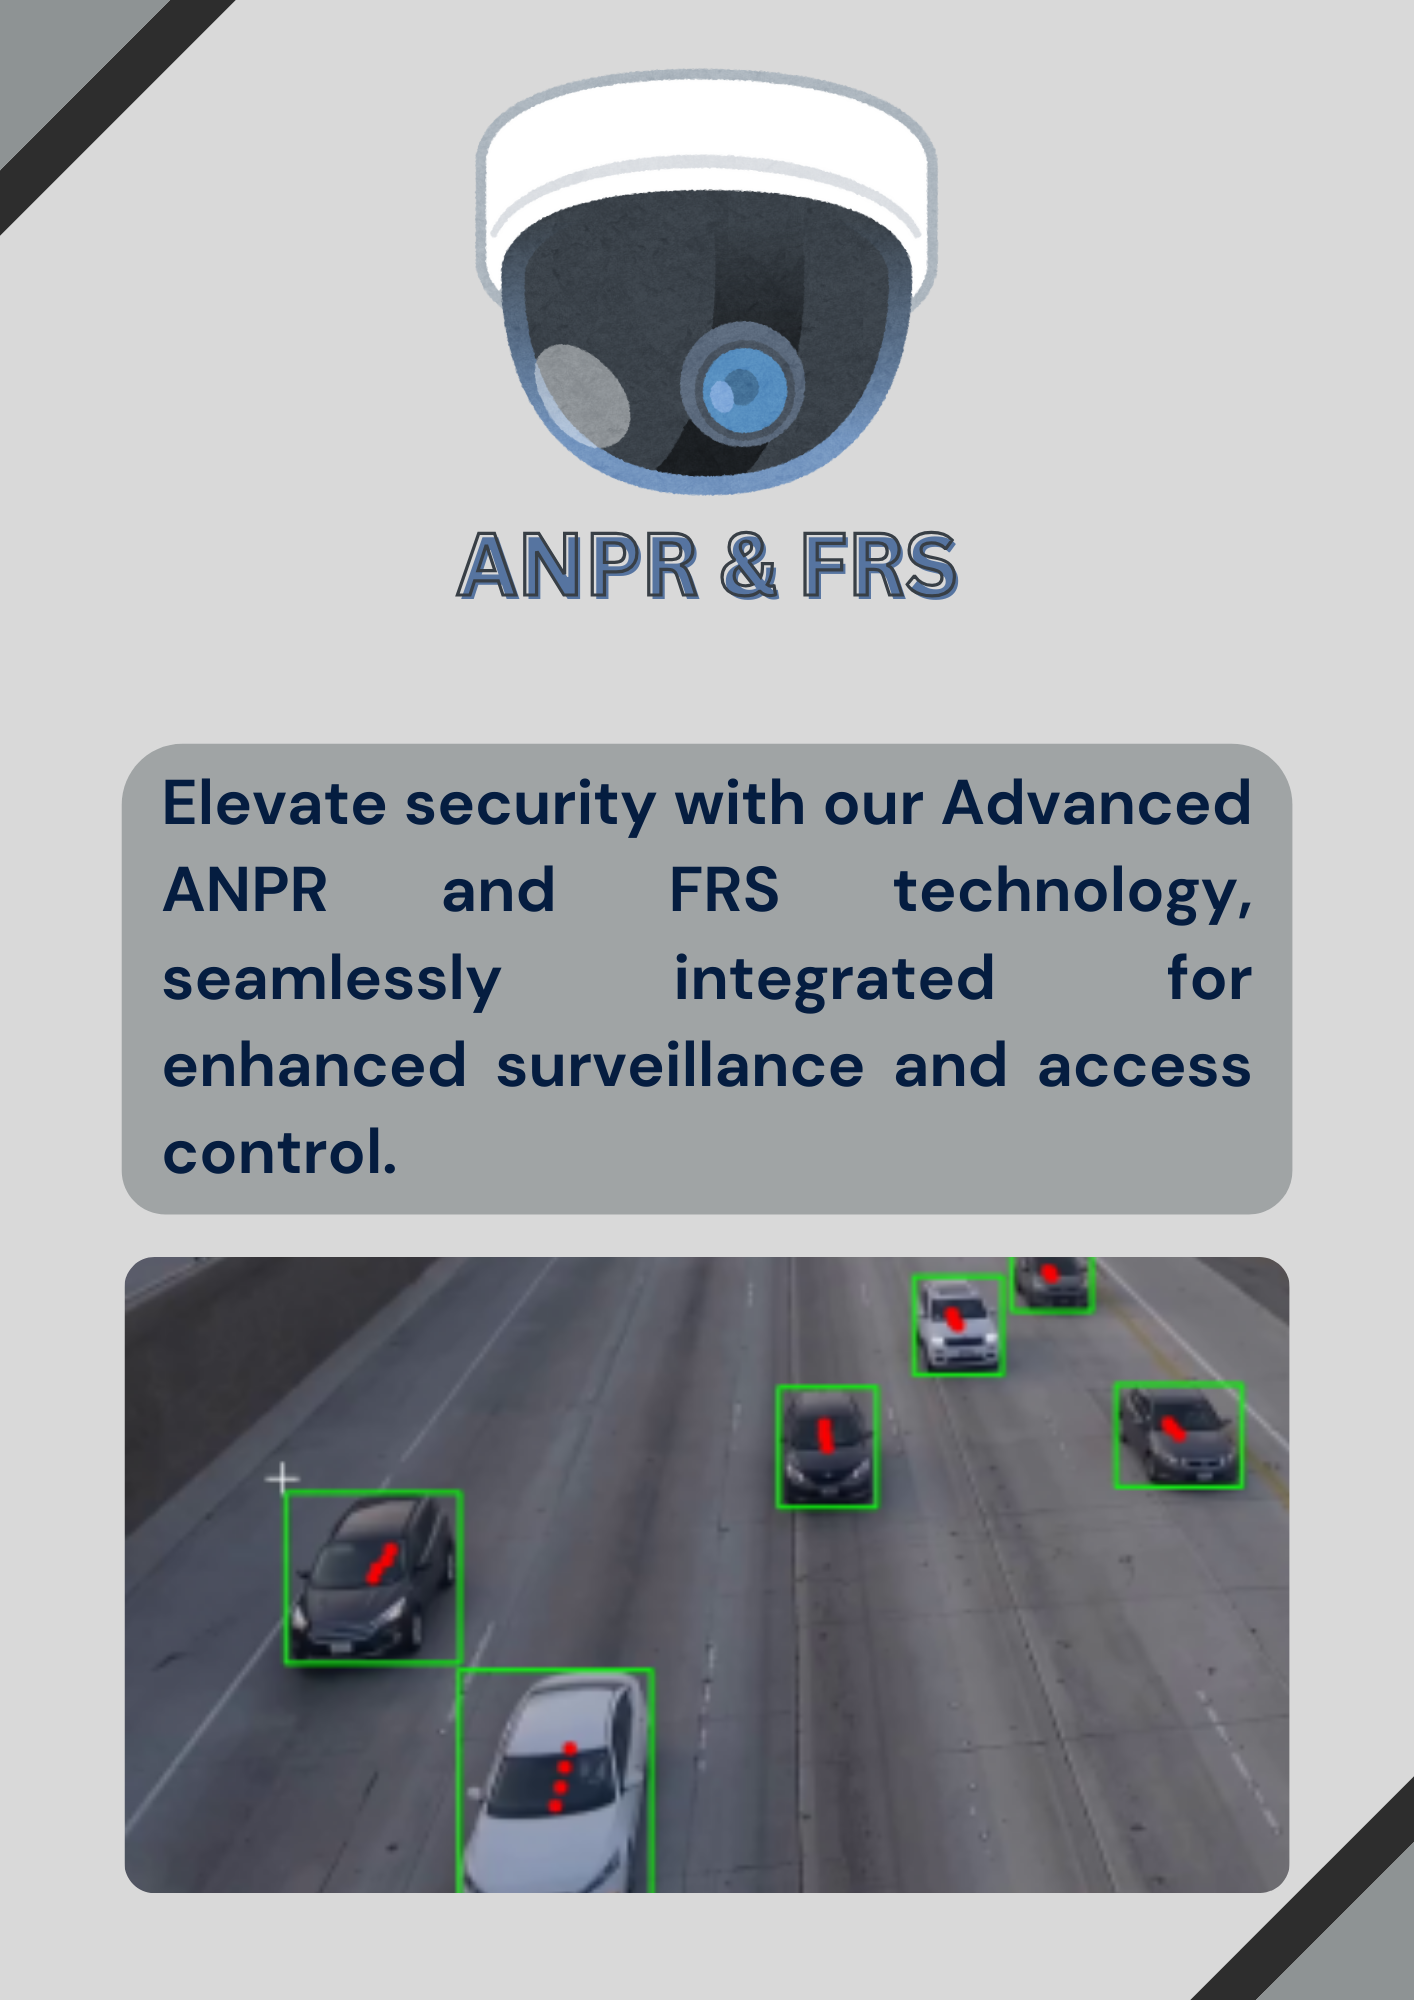 ANPR & FRS
Elevate security with our Advanced
ANPR and FRS technology,
seamlessly integrated for
enhanced surveillance and access
control.